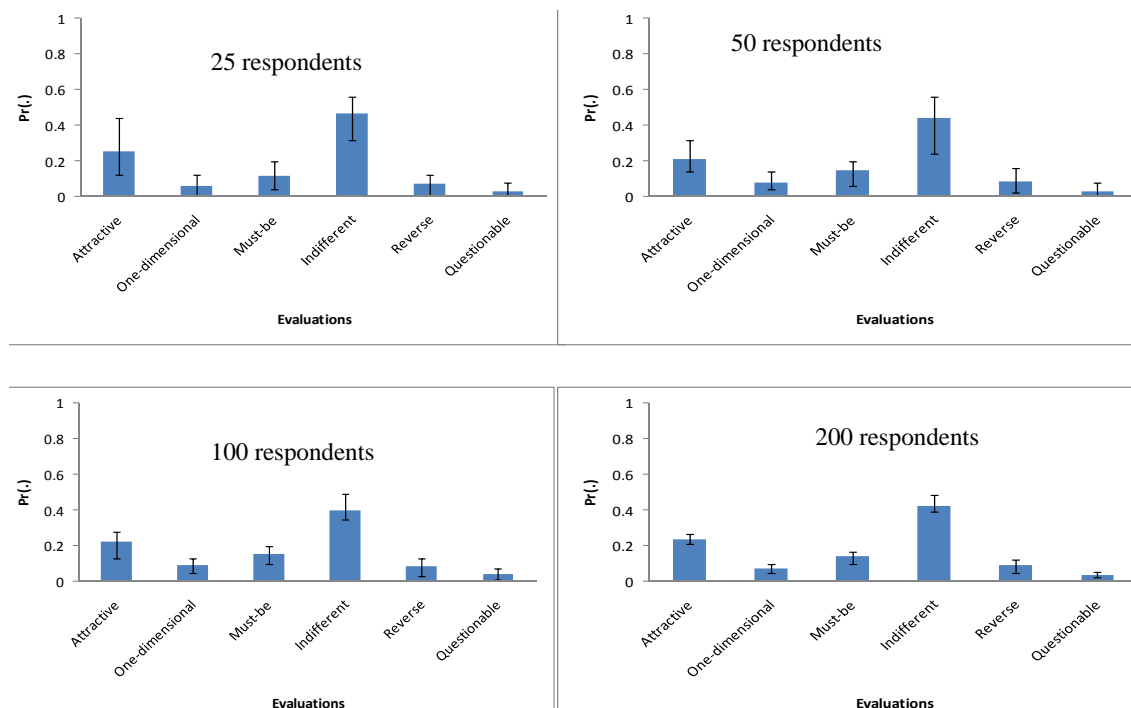 25 respondents
Pr(.)
1
0.8
0.6
0.4
0.2
0
Attractive
One-dimensional
Must-be
Indifferent
Reverse
Questionable
Evaluations
50 respondents
Pr(.)
1
0.8
0.6
0.4
0.2
0
Attractive
One-dimensional
Must-be
Indifferent
Reverse
Questionable
Evaluations
100 respondents
Pr(.)
1
0.8
0.6
0.4
0.2
0
Attractive
One-dimensional
Must-be
Indifferent
Reverse
Questionable
Evaluations
200 respondents
Pr(.)
1
0.8
0.6
0.4
0.2
0
Attractive
One-dimensional
Must-be
Indifferent
Reverse
Questionable
Evaluations